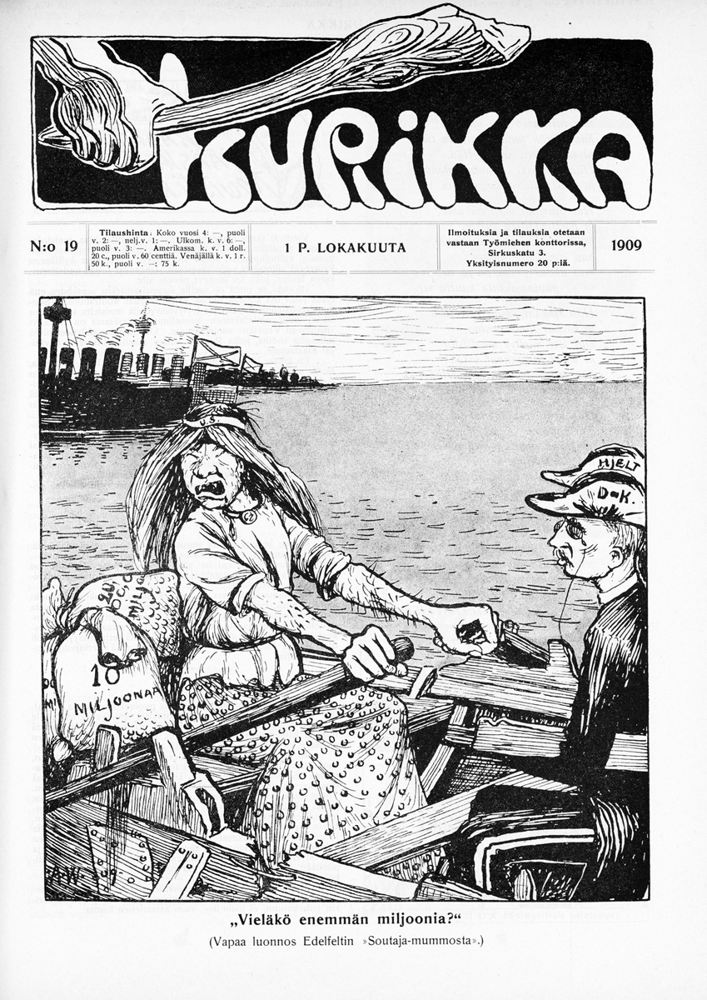 KURIKKA
N:o 19
Tilaushinta: Koko vuosi 4: —, puoli
v. 2: —, nelj.v. 1: —. Ulkom. k. v. 6: —,
puoli v. 3: —. Amerikassa k. v. 1 doll.
20 c., puoli v. 60 centtiä. Venäjällä k. v. 1 r.
50 k., puoli v. —: 75 k.
1 P. LOKAKUUTA
Ilmoituksia ja tilauksia otetaan
vastaan Työmiehen konttorissa,
Sirkuskatu 3.
Yksityisnumero 20 p:iä.
1909
US
HJELT
D-K.
20
MILJ
10
MILJOONAA
A.W. 09.
„Vieläkö enemmän miljoonia?“
(Vapaa luonnos Edelfeltin »Soutaja-mummosta».)